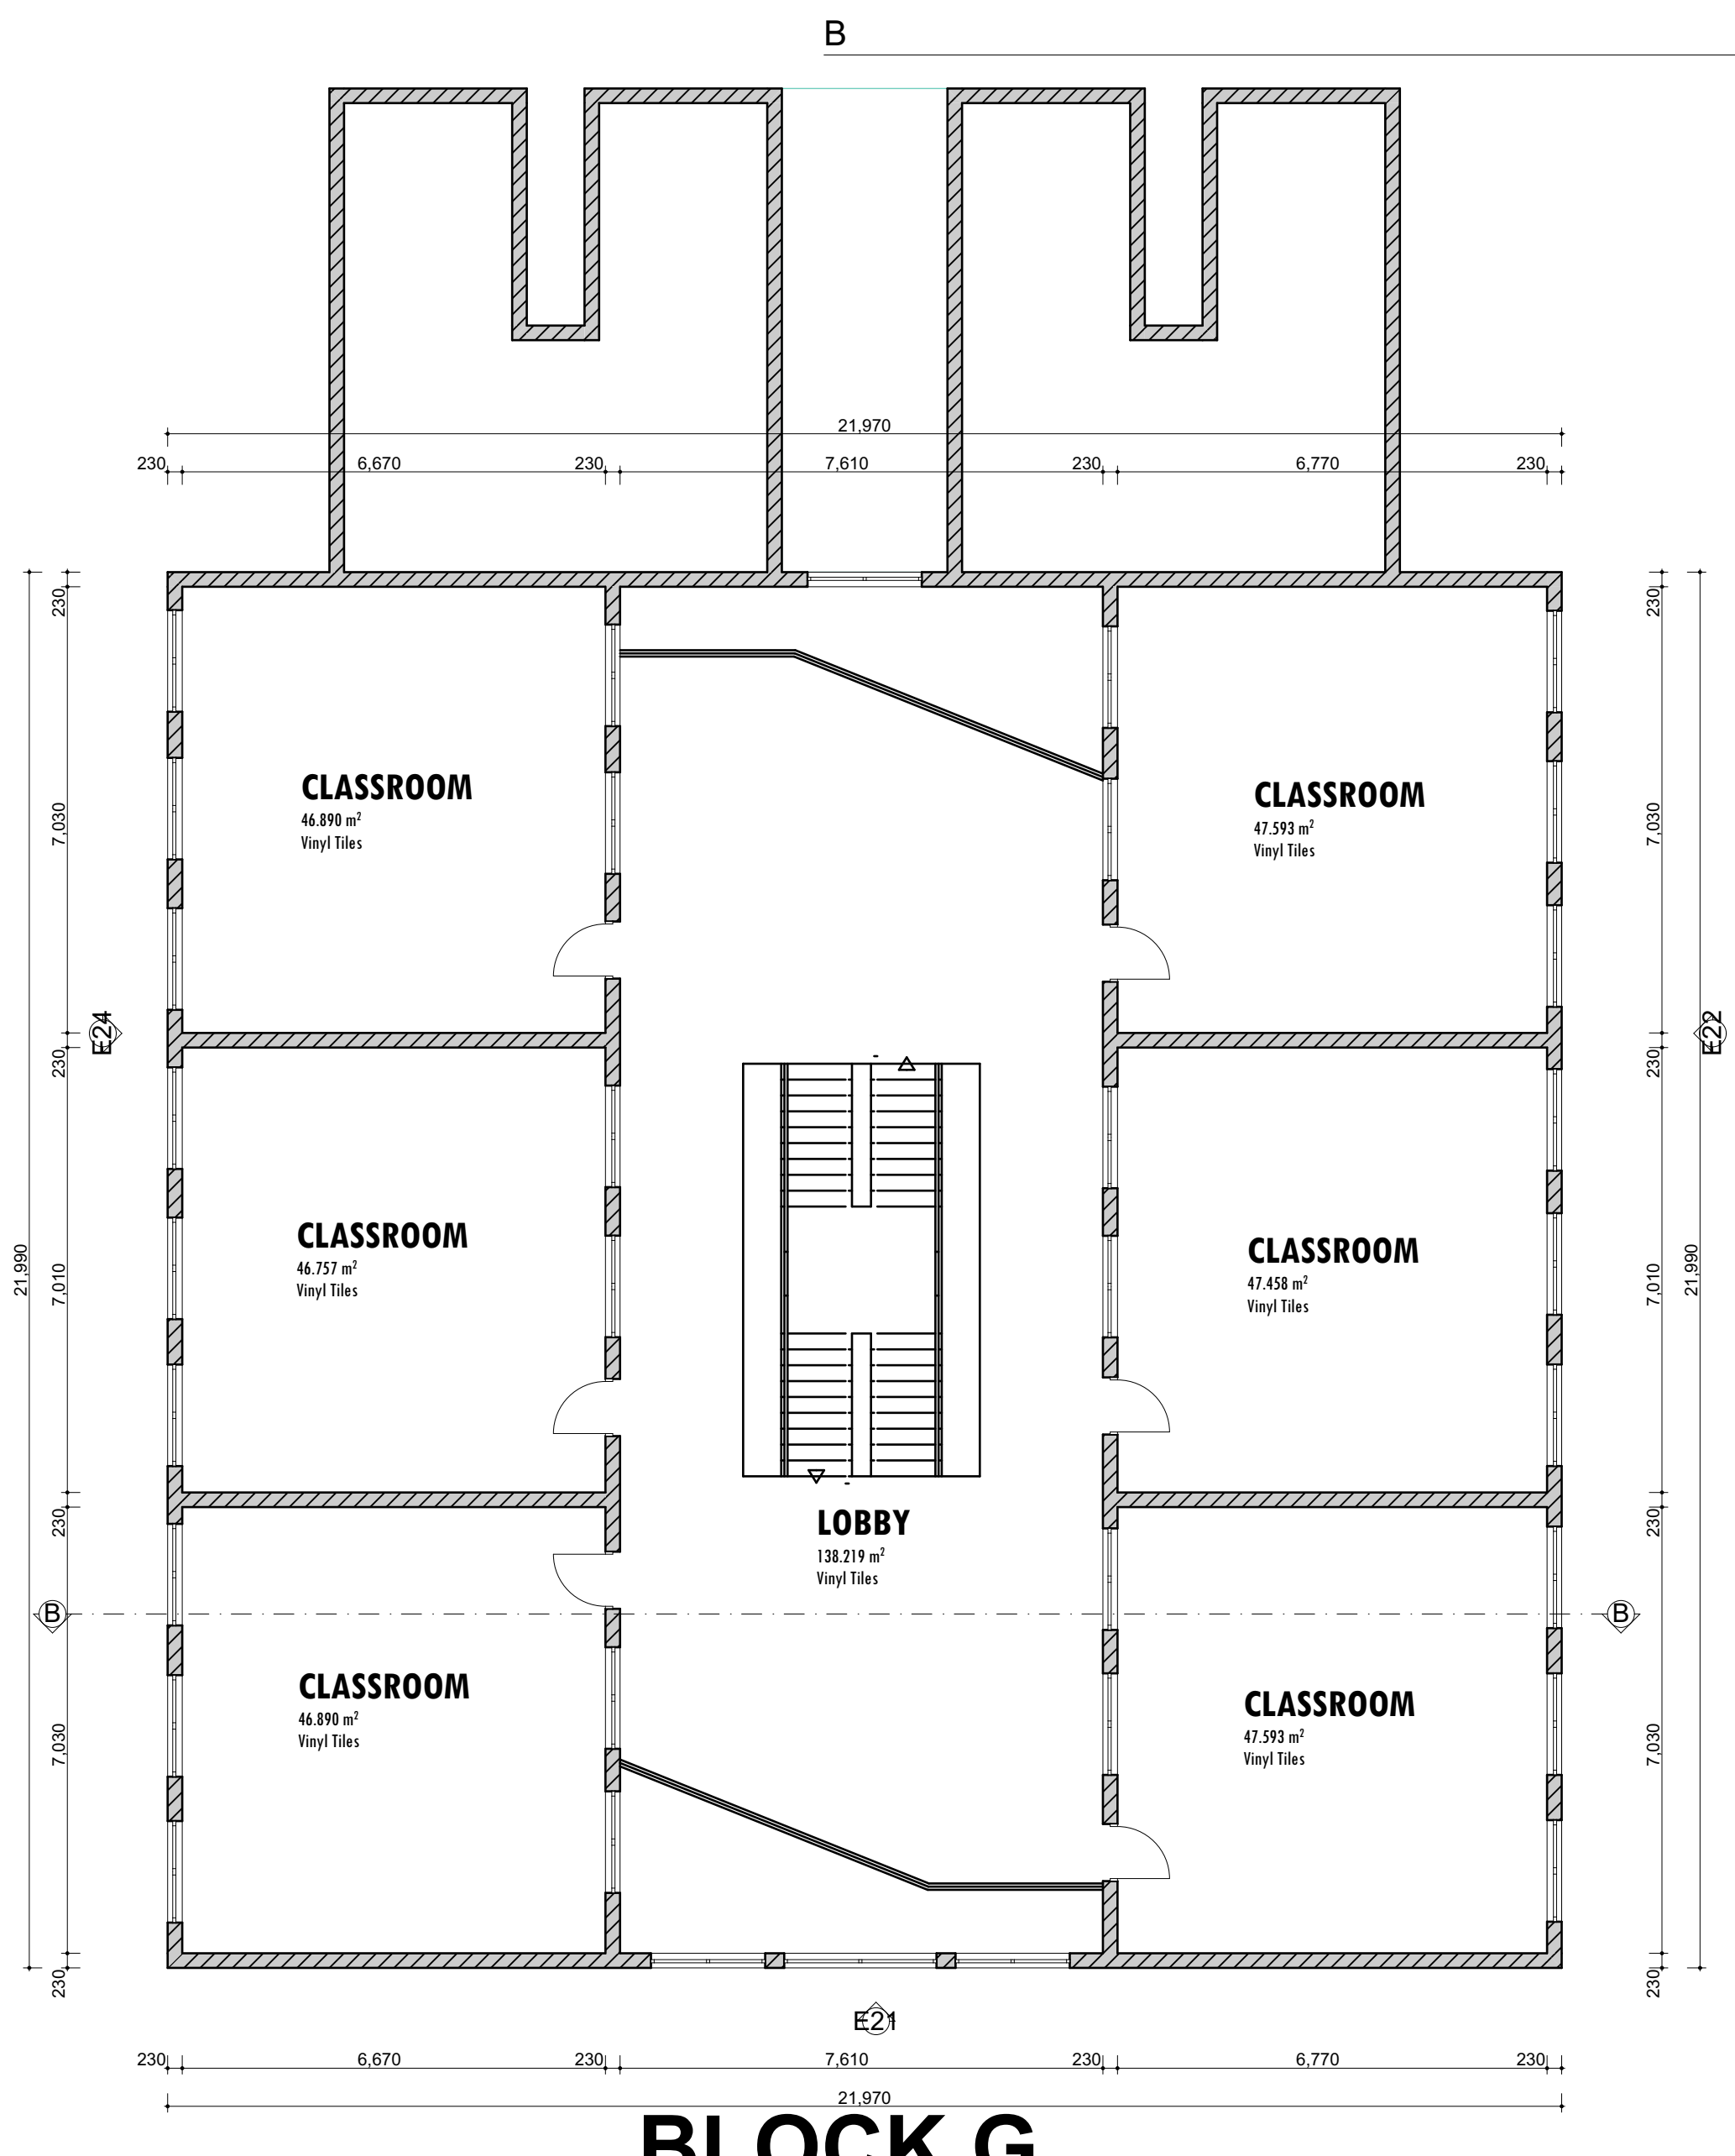 B
21,970
230 6,670 230 7,610 230 6,770 230
230 230
CLASSROOM
46.890 m²
Vinyl Tiles
CLASSROOM
47.593 m²
Vinyl Tiles
7,030 7,030
E24 E22
230 230
CLASSROOM
46.757 m²
Vinyl Tiles
CLASSROOM
47.458 m²
Vinyl Tiles
21,990 7,010 7,010 21,990
LOBBY
138.219 m²
Vinyl Tiles
230 230
B B
CLASSROOM
46.890 m²
Vinyl Tiles
CLASSROOM
47.593 m²
Vinyl Tiles
7,030 7,030
230 230
E21
230 6,670 230 7,610 230 6,770 230
21,970
BLOCK G